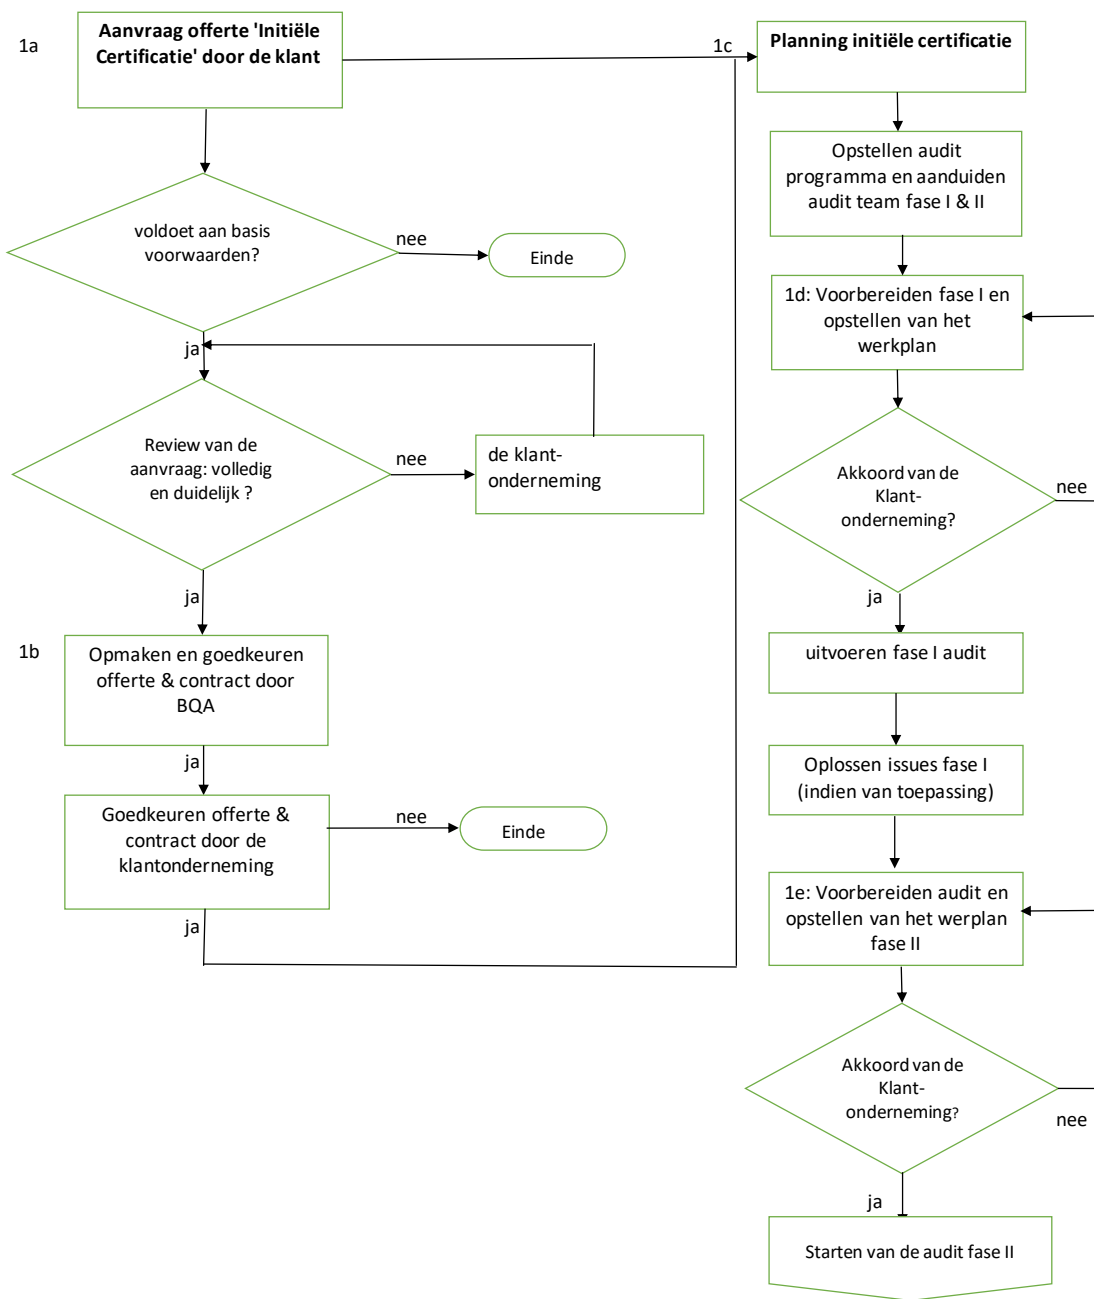 1a
Aanvraag offerte 'Initiële
Certificatie' door de klant
voldoet aan basis
voorwaarden?
nee
Einde
ja
Review van de
aanvraag: volledig
en duidelijk ?
nee
de klant-
onderneming
ja
1b
Opmaken en goedkeuren
offerte & contract door
BQA
ja
Goedkeuren offerte &
contract door de
klantonderneming
nee
Einde
ja
1c
Planning initiële certificatie
Opstellen audit
programma en aanduiden
audit team fase I & II
1d: Voorbereiden fase I en
opstellen van het
werkplan
Akkoord van de
Klant-
onderneming?
nee
ja
uitvoeren fase I audit
Oplossen issues fase I
(indien van toepassing)
1e: Voorbereiden audit en
opstellen van het werplan
fase II
Akkoord van de
Klant-
onderneming?
nee
ja
Starten van de audit fase II